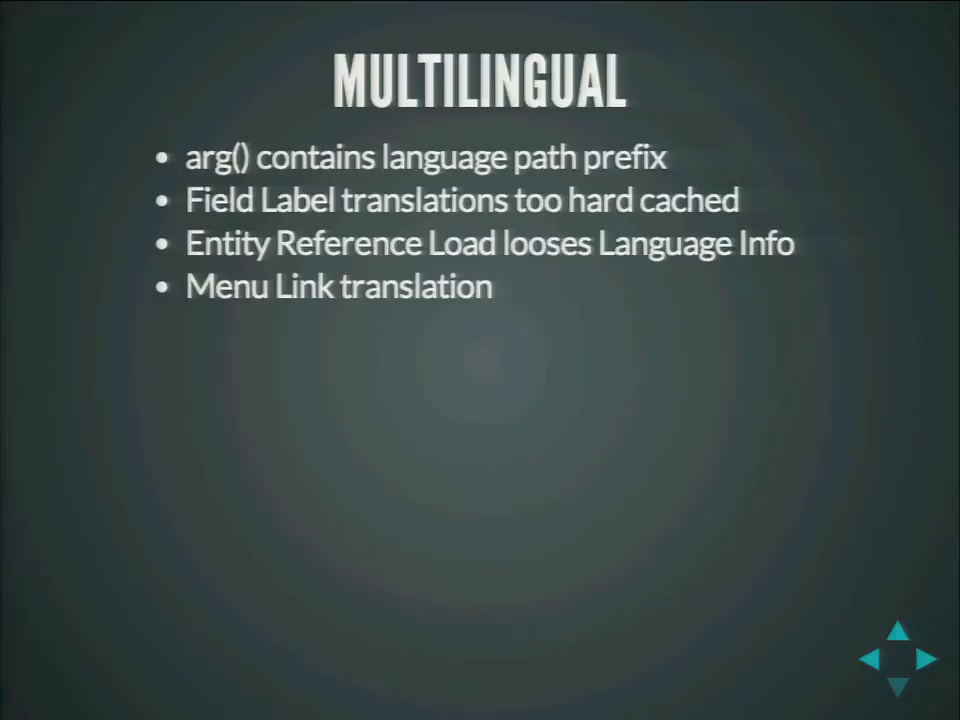 MULTILINGUAL
• arg() contains language path prefix
• Field Label translations too hard cached
• Entity Reference Load looses Language Info
• Menu Link translation